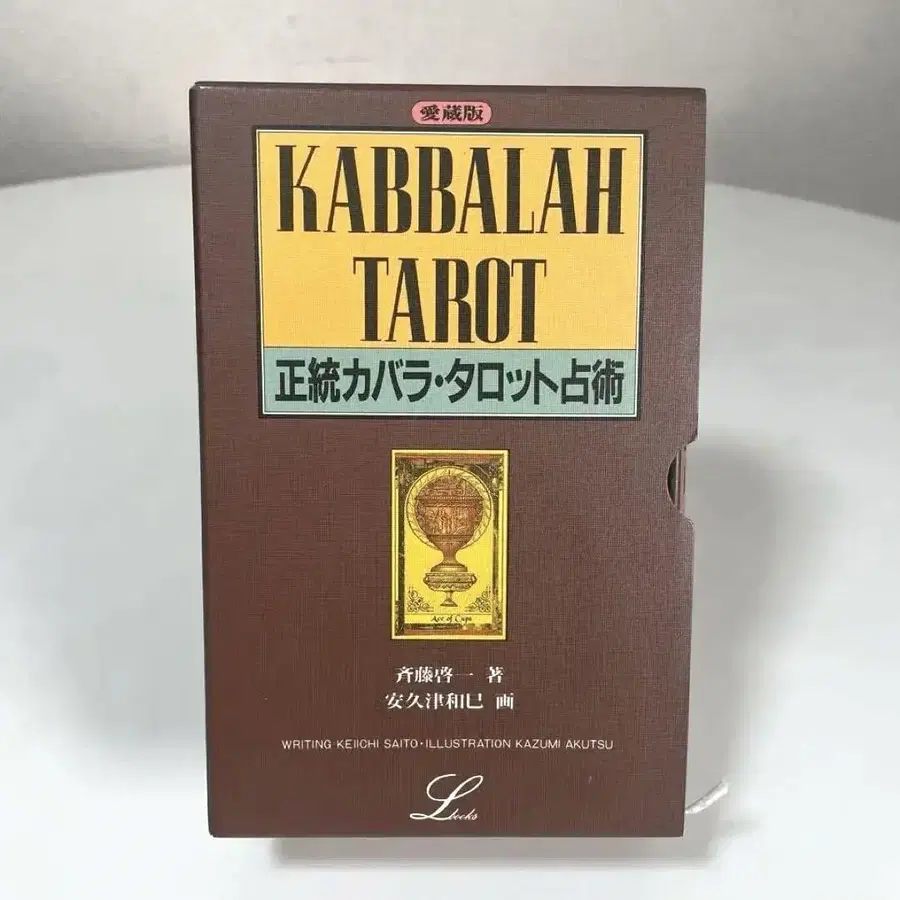 愛蔵版
KABBALAH
TAROT
正統カバラ・タロット占術
Ace of Cups
斉藤啓一 著
安久津和巳 画
WRITING KEIICHI SAITO・ILLUSTRATION KAZUMI AKUTSU
L books